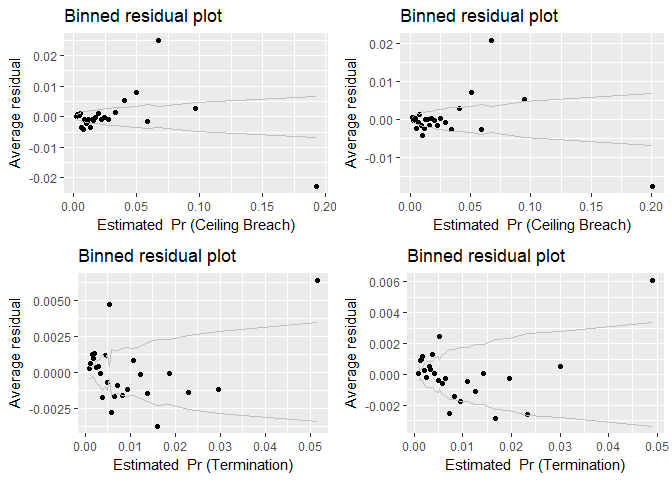 Binned residual plot
Average residual
0.02
0.01
0.00
-0.01
-0.02
0.00 0.05 0.10 0.15 0.20
Estimated Pr (Ceiling Breach)
Binned residual plot
Average residual
0.02
0.01
0.00
-0.01
0.00 0.05 0.10 0.15 0.20
Estimated Pr (Ceiling Breach)
Binned residual plot
Average residual
0.0050
0.0025
0.0000
-0.0025
0.00 0.01 0.02 0.03 0.04 0.05
Estimated Pr (Termination)
Binned residual plot
Average residual
0.006
0.004
0.002
0.000
-0.002
0.00 0.01 0.02 0.03 0.04 0.05
Estimated Pr (Termination)